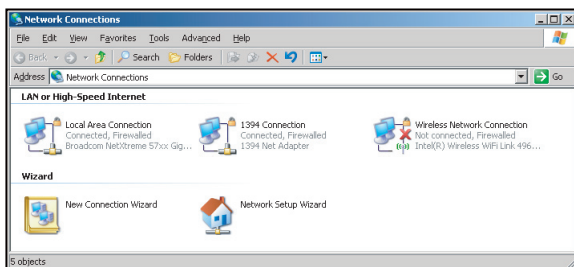 Network Connections
File Edit View Favorites Tools Advanced Help
Back Search Folders
Address Network Connections Go
LAN or High-Speed Internet
Local Area Connection
Connected, Firewalled
Broadcom NetXtreme 57xx Gig...
1394 Connection
Connected, Firewalled
1394 Net Adapter
Wireless Network Connection
Not connected, Firewalled
Intel(R) Wireless WiFi Link 496...
Wizard
New Connection Wizard
Network Setup Wizard
5 objects